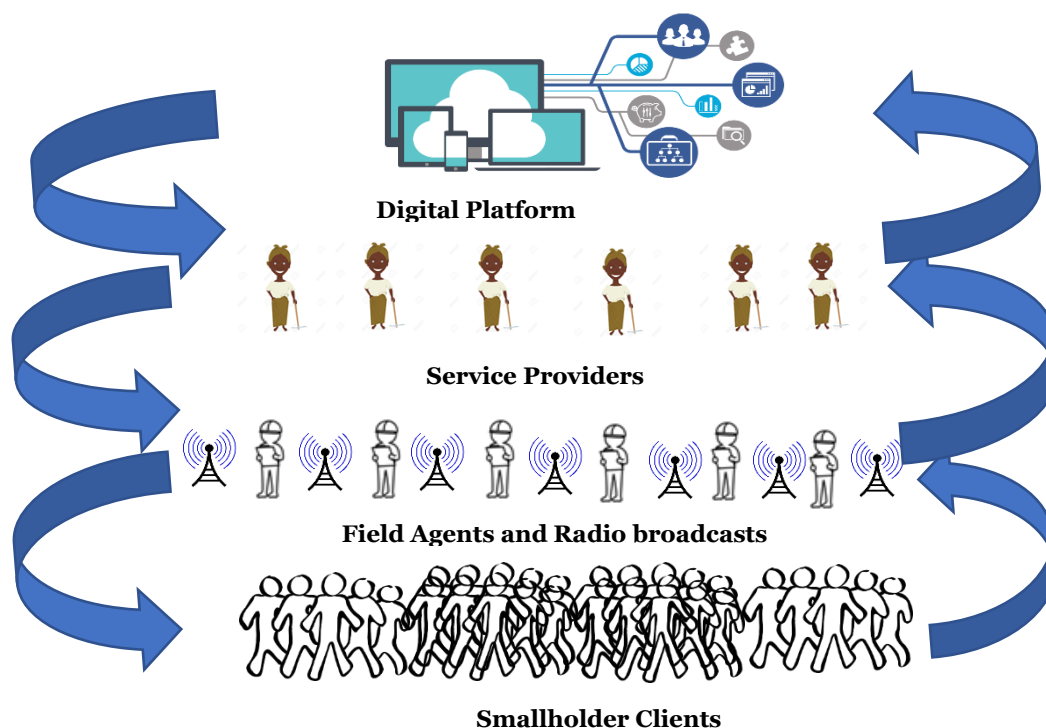 Digital Platform
Service Providers
Field Agents and Radio broadcasts
Smallholder Clients